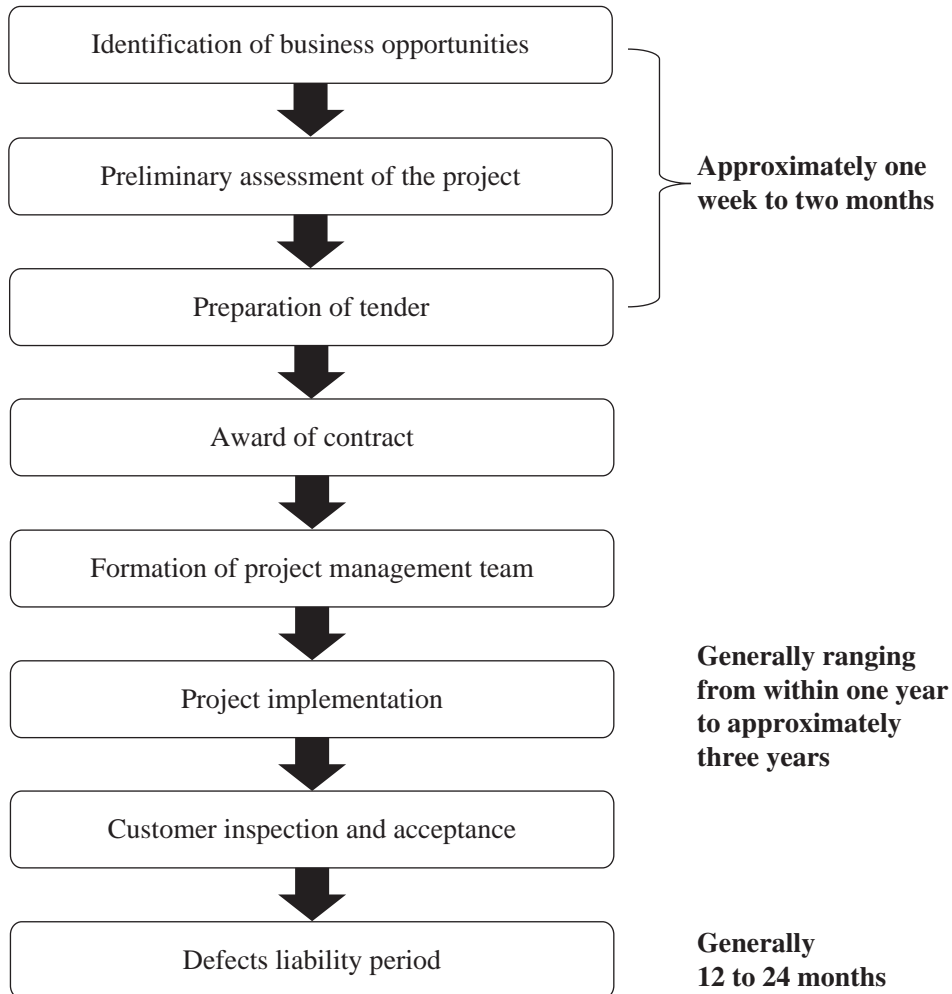 Identification of business opportunities
Preliminary assessment of the project
Approximately one
week to two months
Preparation of tender
Award of contract
Formation of project management team
Project implementation
Generally ranging
from within one year
to approximately
three years
Customer inspection and acceptance
Defects liability period
Generally
12 to 24 months